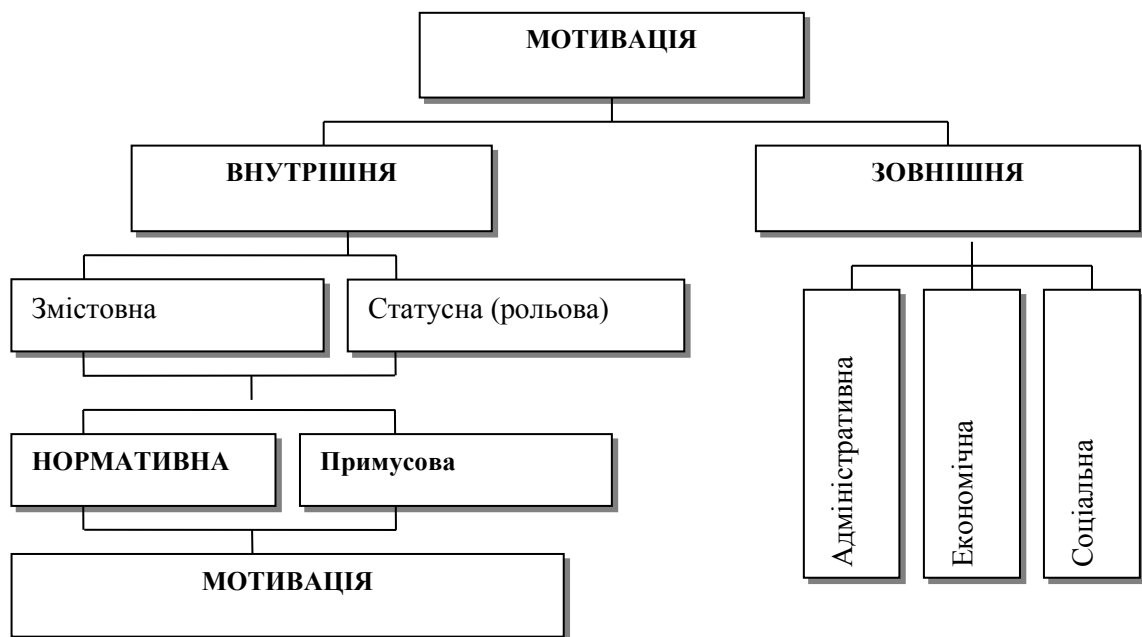 МОТИВАЦІЯ
ВНУТРІШНЯ
ЗОВНІШНЯ
Змістовна
Статусна (рольова)
НОРМАТИВНА
Примусова
МОТИВАЦІЯ
Адміністративна
Економічна
Соціальна